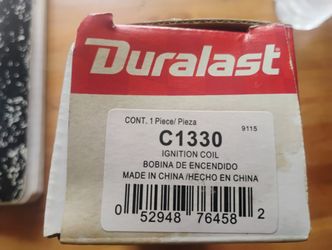 Duralast
CONT. 1 Piece/ Pieza
9115
C1330
IGNITION COIL
BOBINA DE ENCENDIDO
MADE IN CHINA /HECHO EN CHINA
0 52948 76458 2